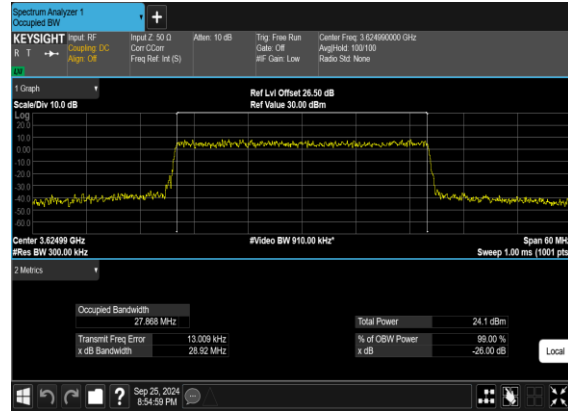 Spectrum Analyzer 1
Occupied BW
KEYSIGHT Input: RF Input Z: 50 Ω Atten: 10 dB Trig: Free Run Center Freq: 3.624990000 GHz
R T Coupling: DC Corr CCorr Gate: Off Avg|Hold: 100/100
Align: Off Freq Ref: Int (S) #IF Gain: Low Radio Std: None
1 Graph
Ref Lvl Offset 26.50 dB
Scale/Div 10.0 dB Ref Value 30.00 dBm
Log
20.0
10.0
0.00
-10.0
-20.0
-30.0
-40.0
-50.0
-60.0
Center 3.62499 GHz #Video BW 910.00 kHz* Span 60 MHz
#Res BW 300.00 kHz Sweep 1.00 ms (1001 pts)
2 Metrics
Occupied Bandwidth
27.868 MHz Total Power 24.1 dBm
Transmit Freq Error 13.009 kHz % of OBW Power 99.00 %
x dB Bandwidth 28.92 MHz x dB -26.00 dB
Local
Sep 25, 2024
8:54:59 PM